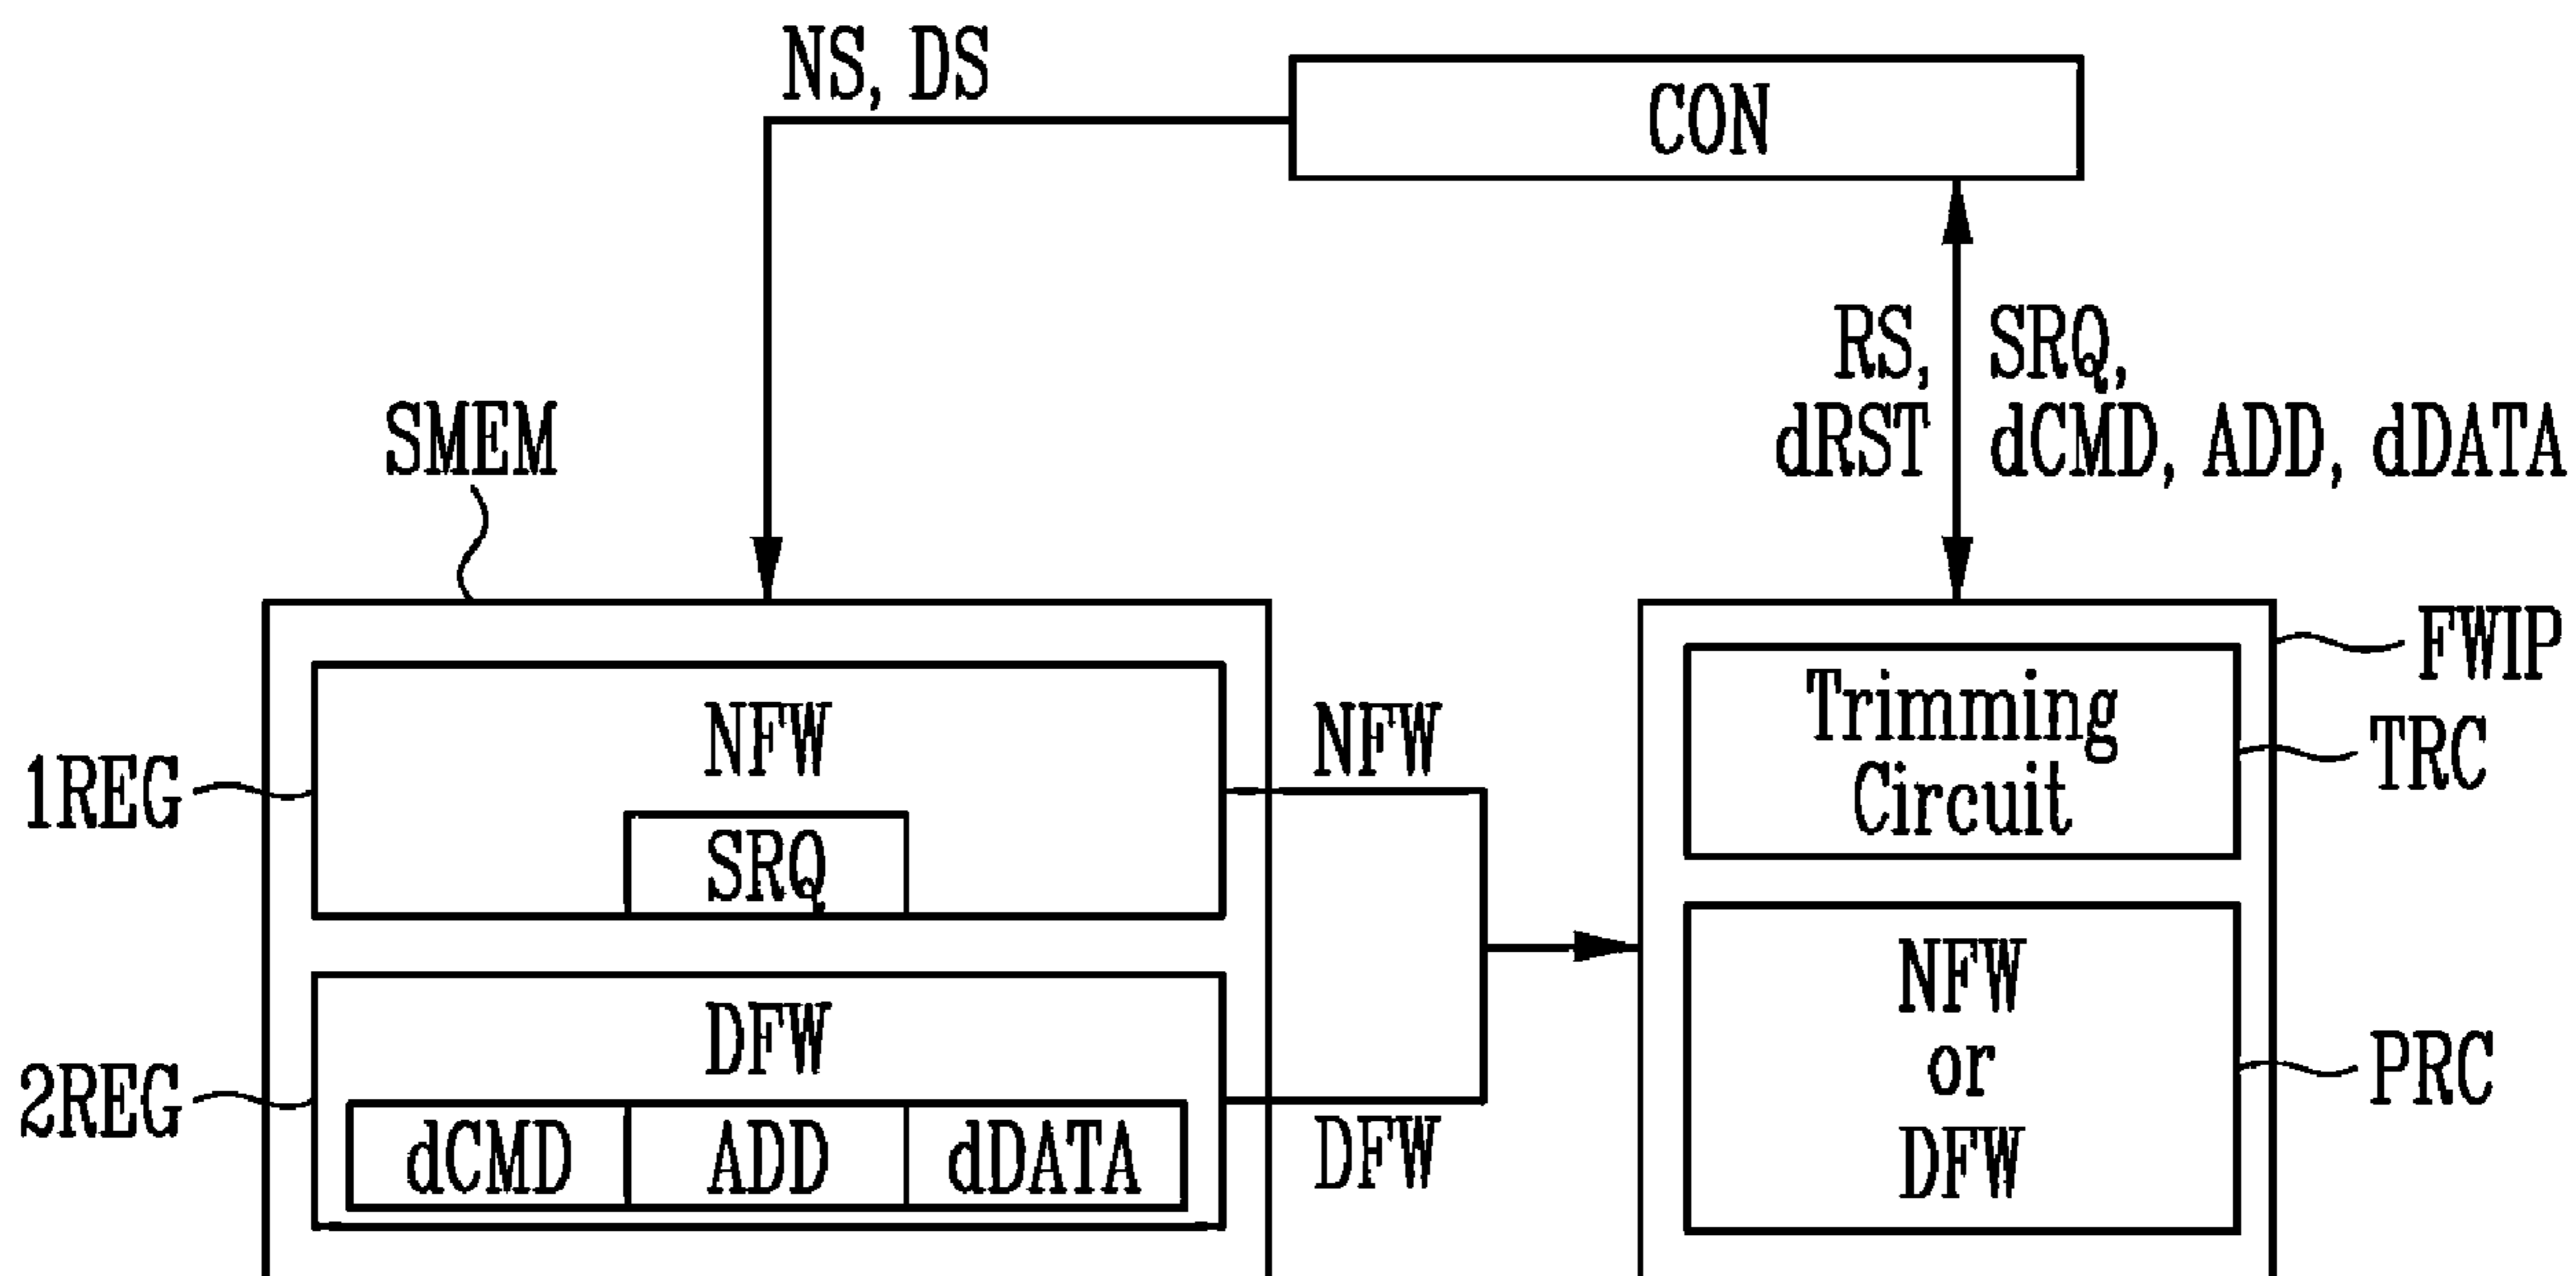 NS, DS
CON
RS,
dRST
SRQ,
dCMD, ADD, dDATA
SMEM
FWIP
NFW
SRQ
1REG
NFW
Trimming
Circuit
TRC
DFW
dCMD ADD dDATA
2REG
DFW
NFW
or
DFW
PRC